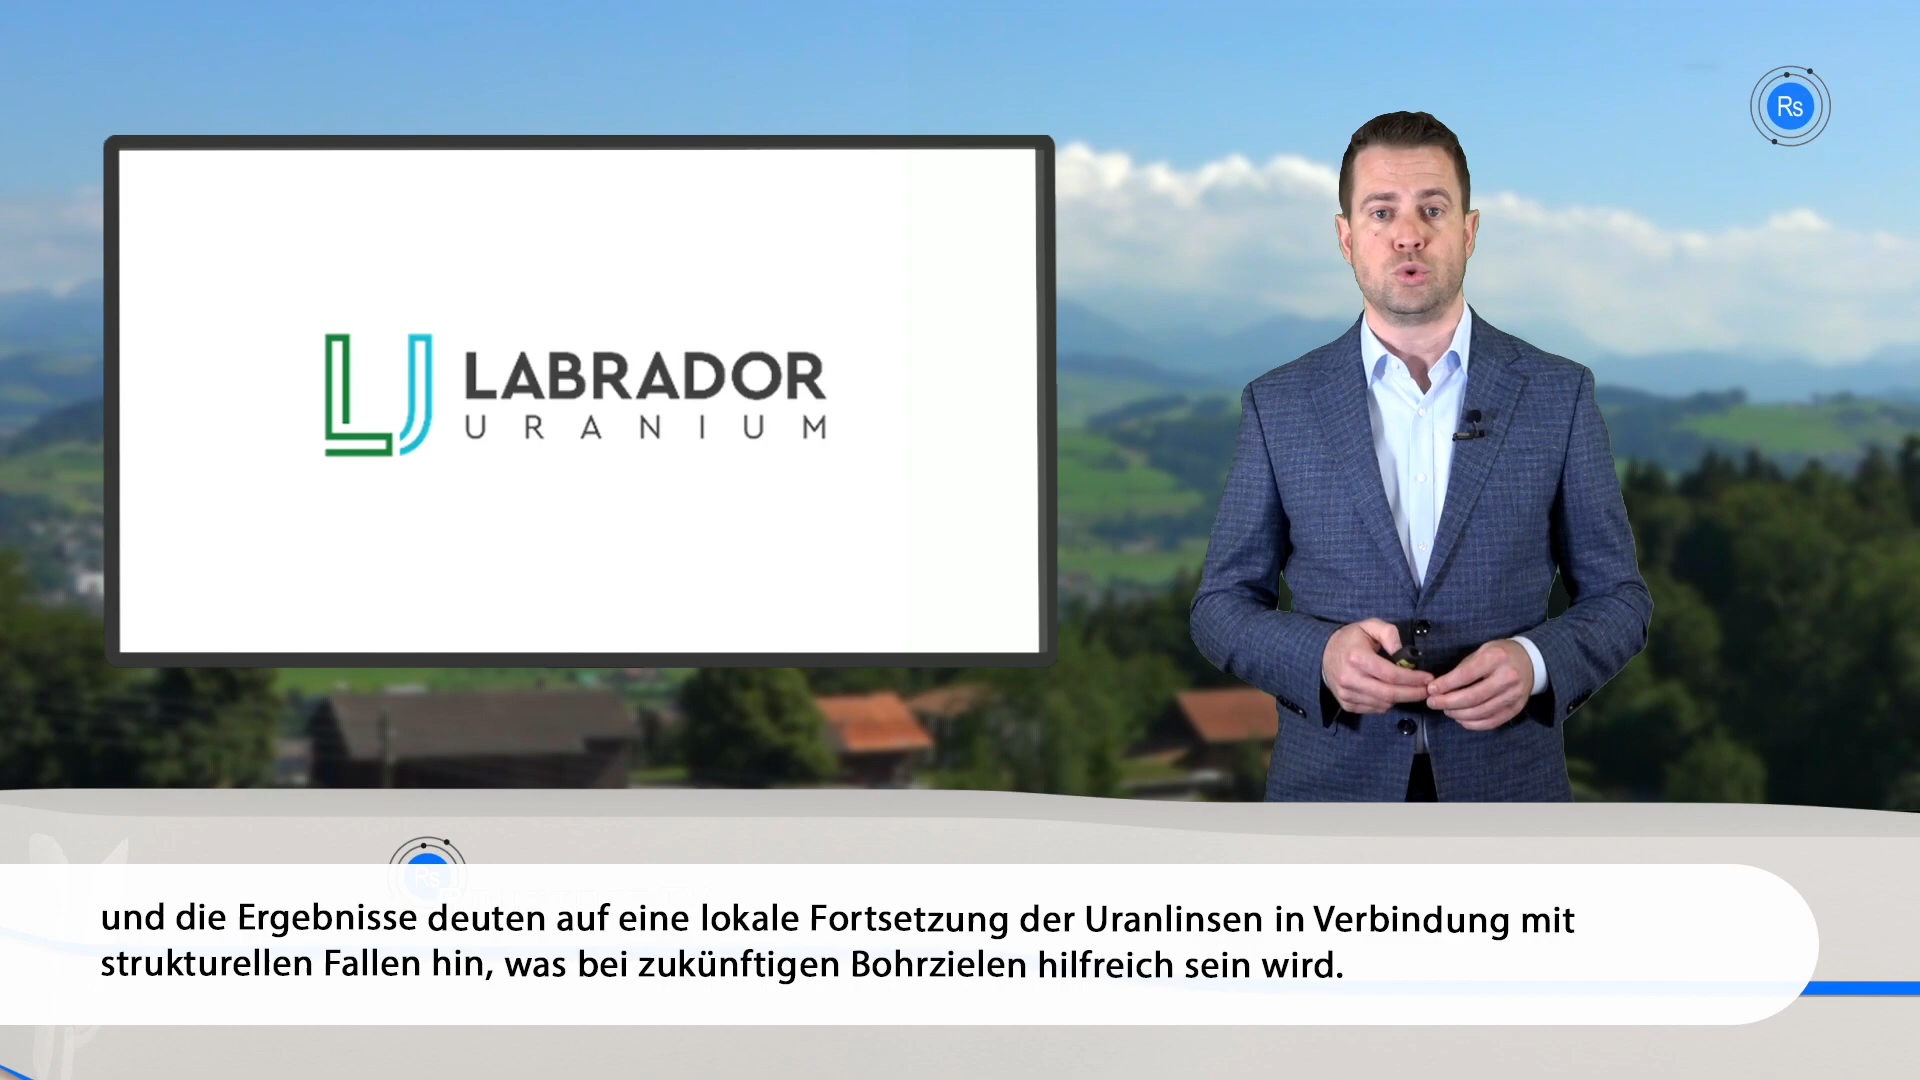 Rs
LABRADOR
URANIUM
Rs
und die Ergebnisse deuten auf eine lokale Fortsetzung der Uranlinsen in Verbindung mit
strukturellen Fallen hin, was bei zukünftigen Bohrzielen hilfreich sein wird.